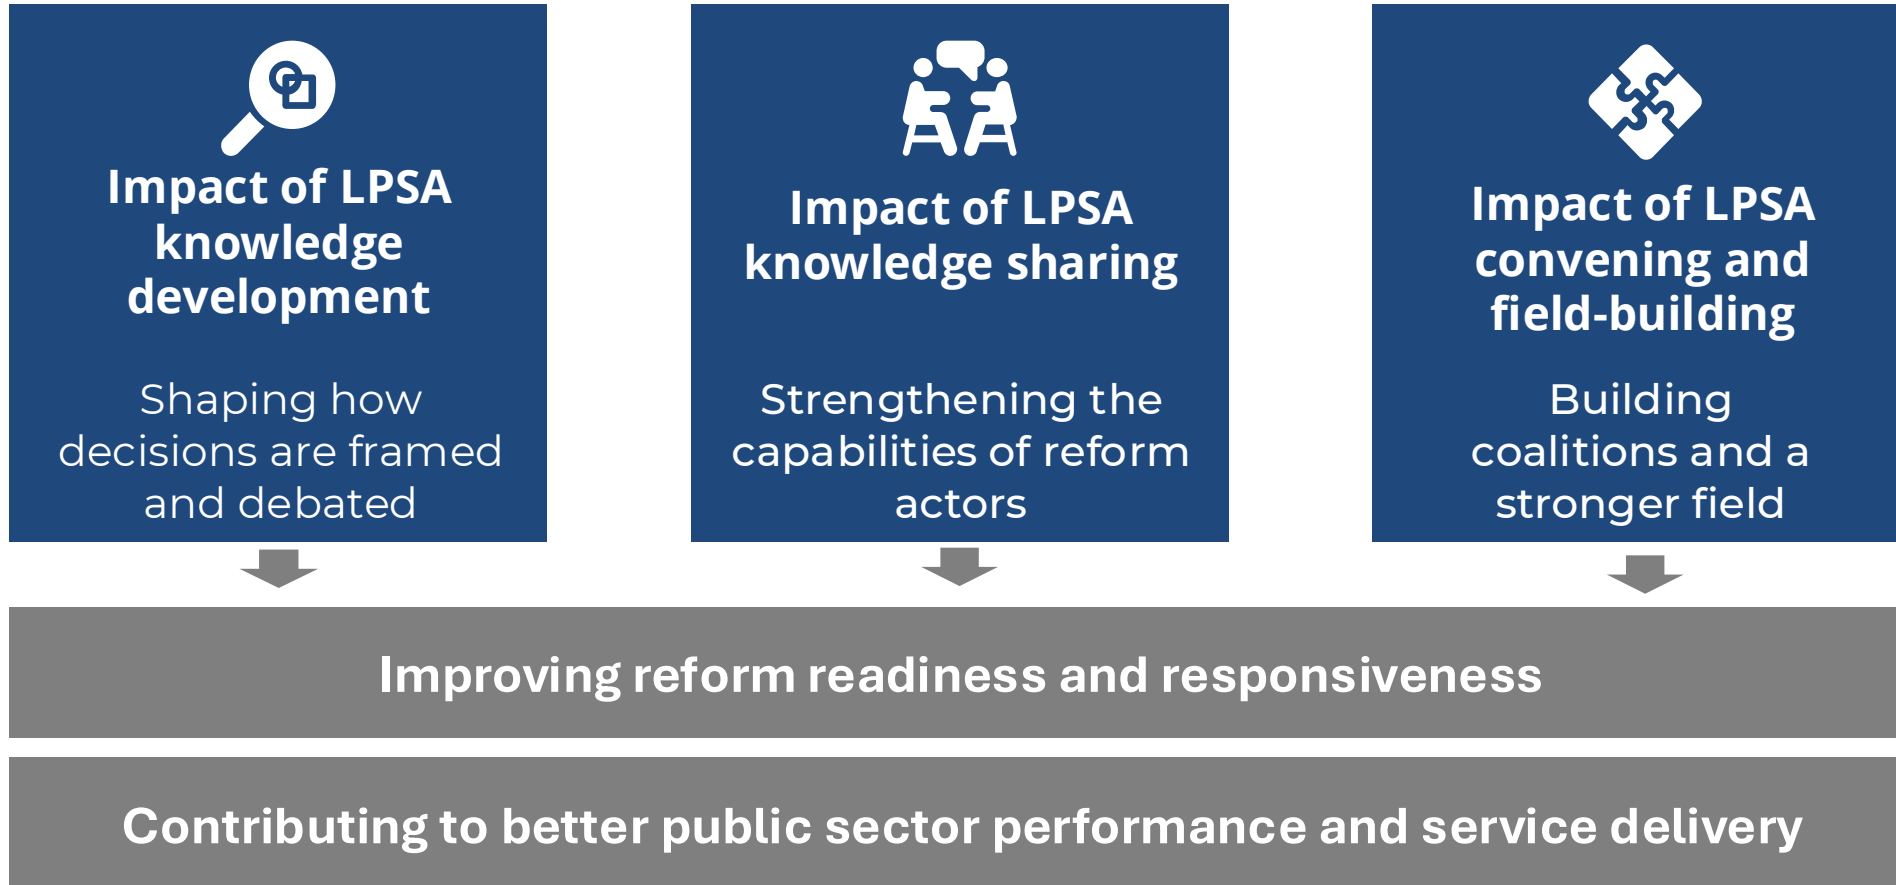 Impact of LPSA
knowledge
development
Shaping how
decisions are framed
and debated
Impact of LPSA
knowledge sharing
Strengthening the
capabilities of reform
actors
Impact of LPSA
convening and
field-building
Building
coalitions and a
stronger field
Improving reform readiness and responsiveness
Contributing to better public sector performance and service delivery